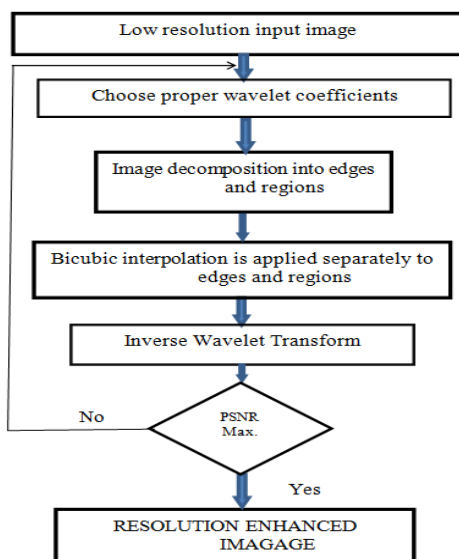 Low resolution input image
Choose proper wavelet coefficients
Image decomposition into edges
and regions
Bicubic interpolation is applied separately to
edges and regions
Inverse Wavelet Transform
PSNR
Max.
No
Yes
RESOLUTION ENHANCED
IMAGAGE